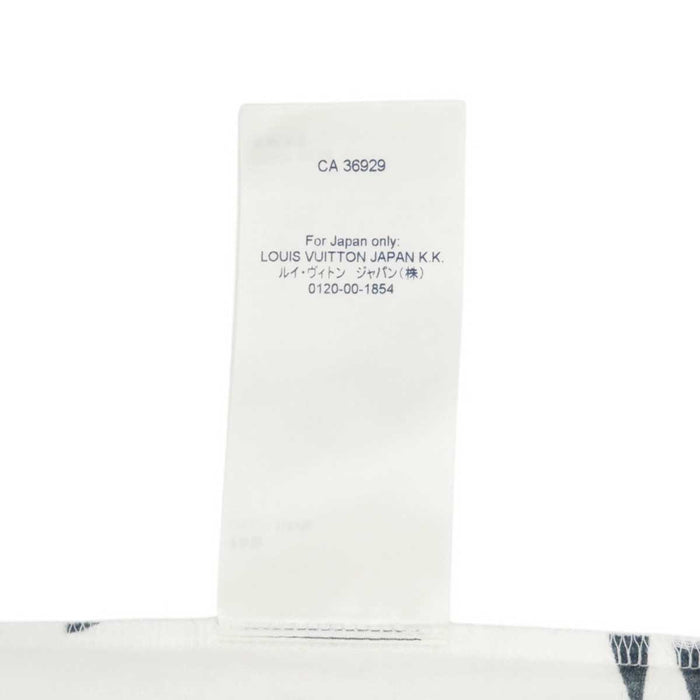 CA 36929
For Japan only:
LOUIS VUITTON JAPAN K.K.
ルイ・ヴィトン ジャパン(株)
0120-00-1854